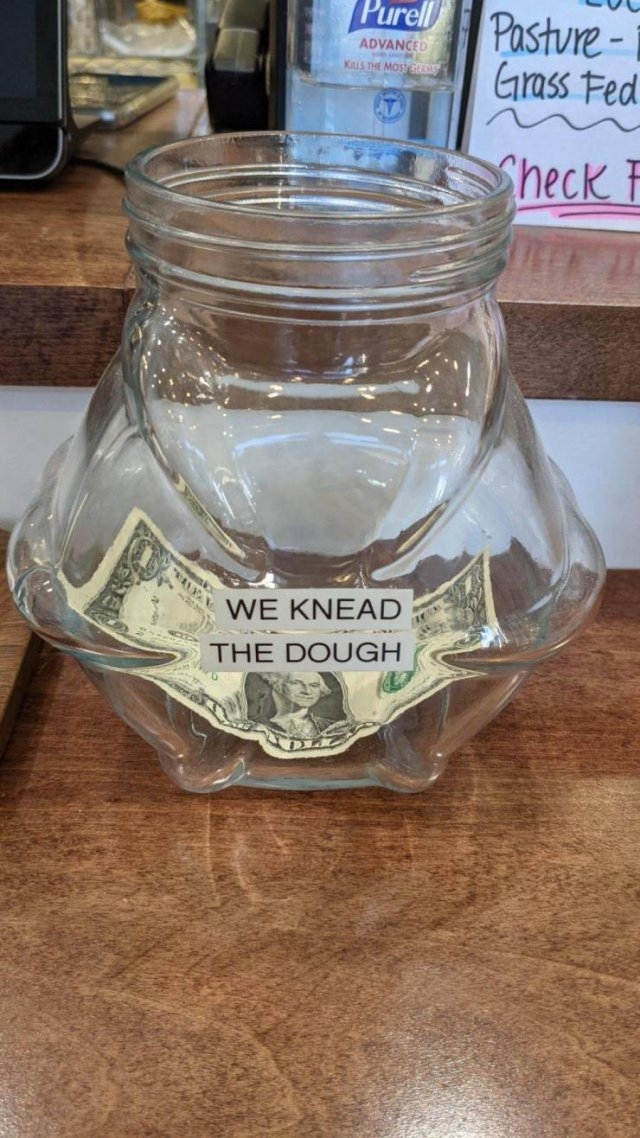 Purell
ADVANCED
KILLS THE MOST GERMS
Pasture -
Grass Fed
Check
WE KNEAD
THE DOUGH